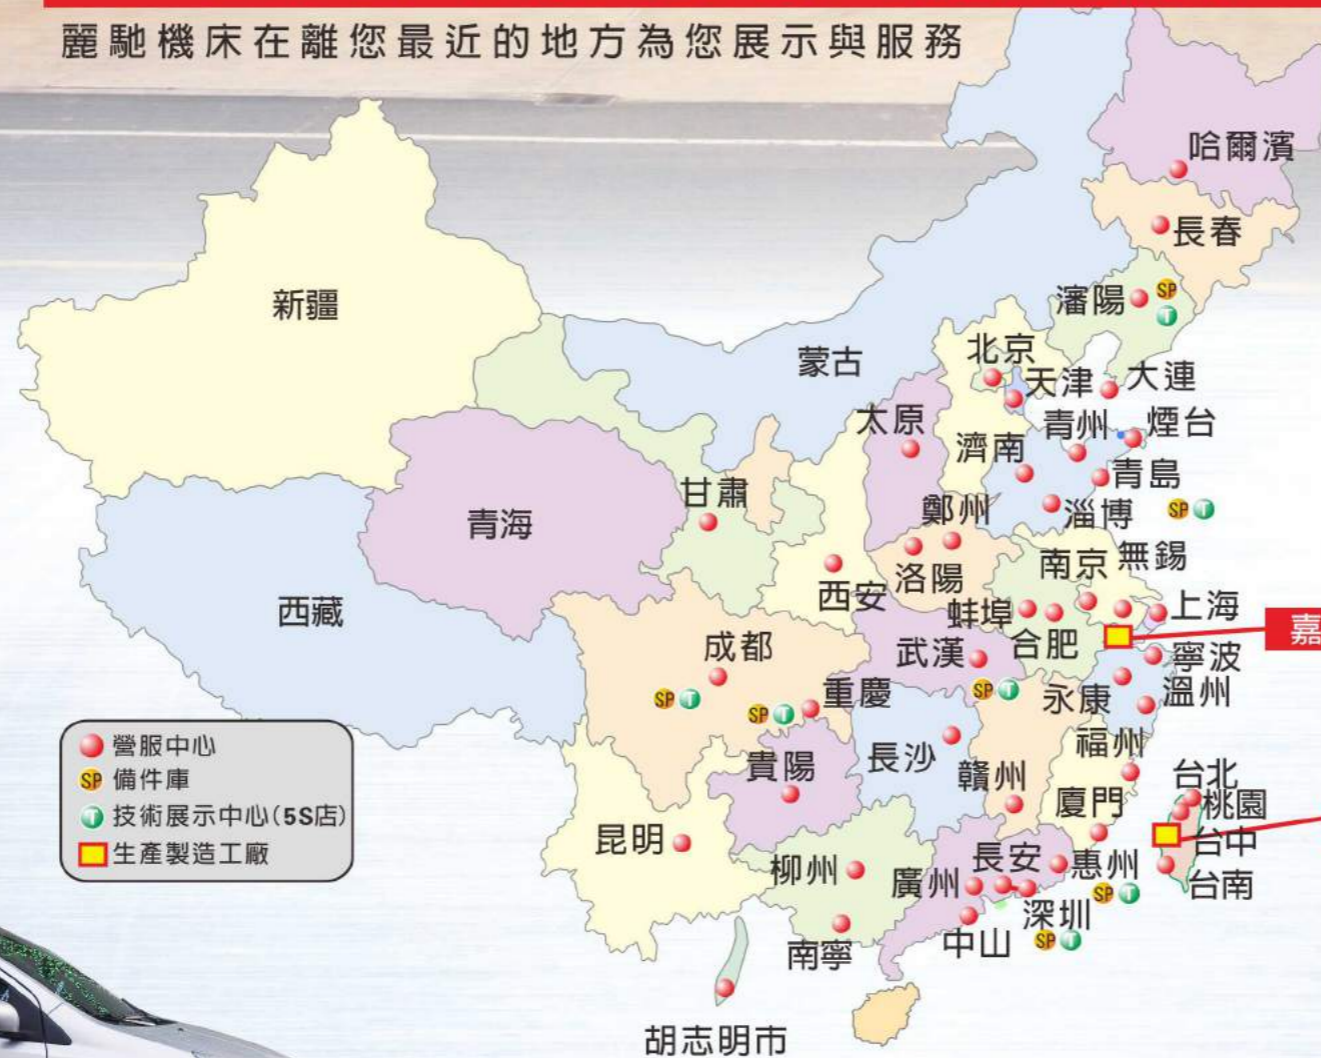 麗馳機床在離您最近的地方為您展示與服務
哈爾濱
長春
瀋陽
SP
T
新疆
蒙古
北京
天津
大連
太原
青州
煙台
濟南
青島
甘肅
鄭州
淄博
SP T
青海
洛陽
南京
無錫
西安
西藏
蚌埠
合肥
上海
嘉
成都
武漢
寧波
SP T
SP T
重慶
SP T
永康
溫州
福州
貴陽
長沙
贛州
台北
桃園
廈門
台中
昆明
長安
惠州
柳州
廣州
台南
SP T
深圳
SP T
中山
南寧
胡志明市
營服中心
SP 備件庫
T 技術展示中心(5S店)
生產製造工廠